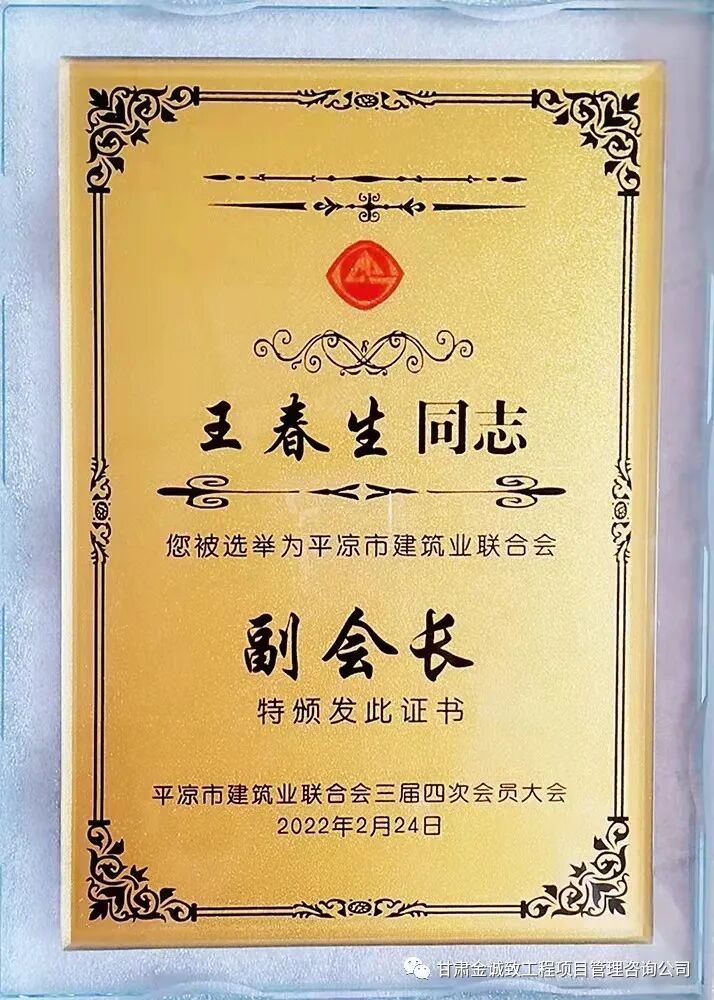 王春生同志
您被选举为平凉市建筑业联合会
副会长
特颁发此证书
平凉市建筑业联合会三届四次会员大会
2022年2月24日
甘肃金诚致工程项目管理咨询公司